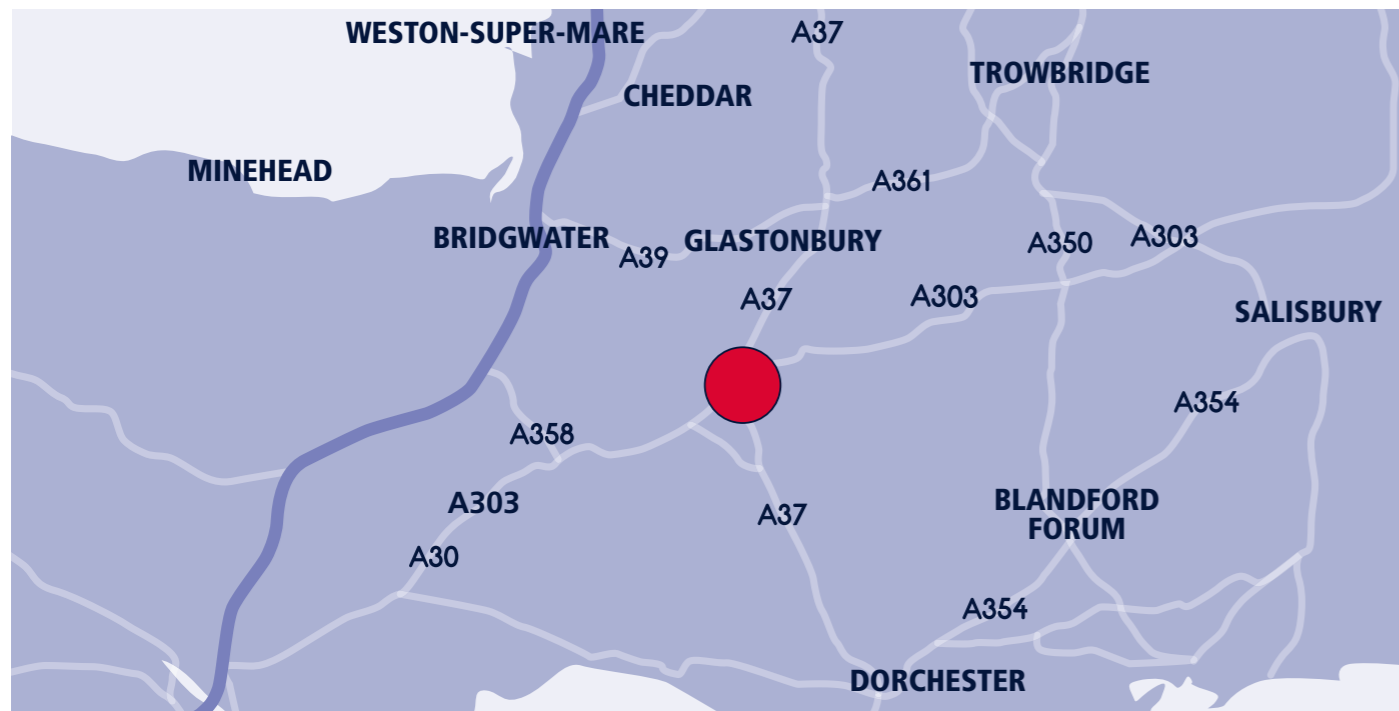 WESTON-SUPER-MARE
A37
TROWBRIDGE
CHEDDAR
MINEHEAD
A361
BRIDGWATER
A39
GLASTONBURY
A350
A303
A37
A303
SALISBURY
A354
A358
A303
A37
BLANDFORD
FORUM
A30
A354
DORCHESTER